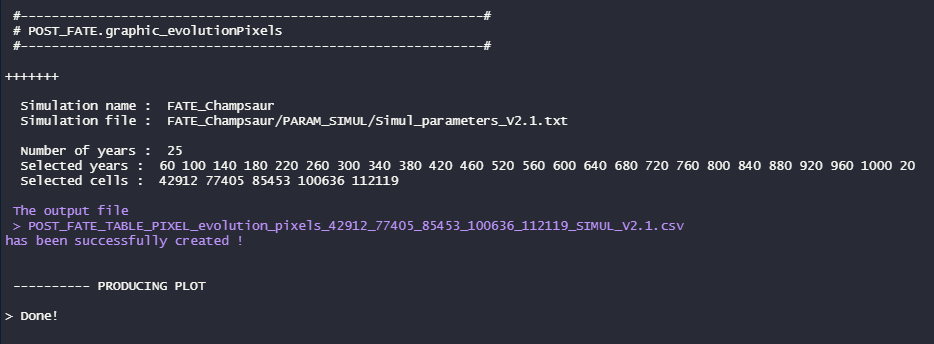 #--------------------------------------------------------------#
# POST_FATE.graphic_evolutionPixels
#--------------------------------------------------------------#
+++++++
Simulation name :  FATE_Champsaur
Simulation file :  FATE_Champsaur/PARAM_SIMUL/Simul_parameters_V2.1.txt
Number of years :  25
Selected years :  60 100 140 180 220 260 300 340 380 420 460 520 560 600 640 680 720 760 800 840 880 920 960 1000 20
Selected cells :  42912 77405 85453 100636 112119
The output file
> POST_FATE_TABLE_PIXEL_evolution_pixels_42912_77405_85453_100636_112119_SIMUL_V2.1.csv
has been successfully created !
---------- PRODUCING PLOT
> Done!